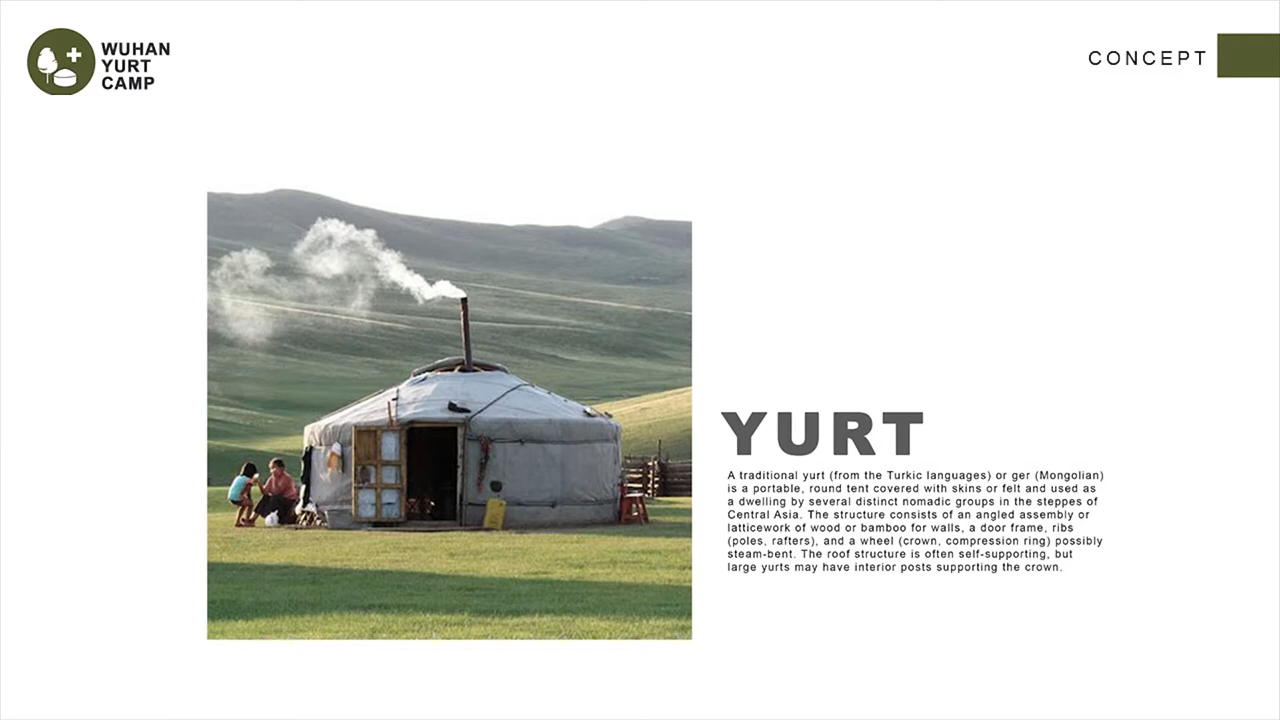 WUHAN
YURT
CAMP
CONCEPT
YURT
A traditional yurt (from the Turkic languages) or ger (Mongolian)
is a portable, round tent covered with skins or felt and used as
a dwelling by several distinct nomadic groups in the steppes of
Central Asia. The structure consists of an angled assembly or
latticework of wood or bamboo for walls, a door frame, ribs
(poles, rafters), and a wheel (crown, compression ring) possibly
steam-bent. The roof structure is often self-supporting, but
large yurts may have interior posts supporting the crown.